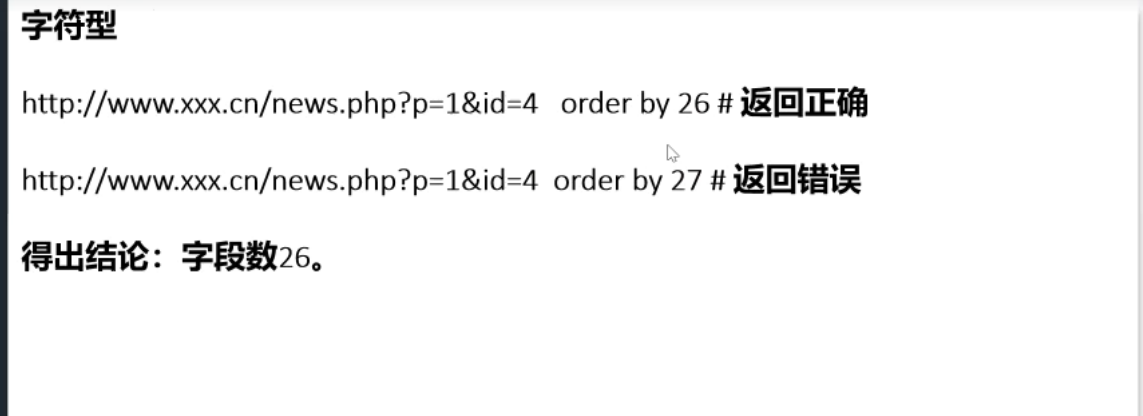 字符型
http://www.xxx.cn/news.php?p=1&id=4   order by 26 # 返回正确
http://www.xxx.cn/news.php?p=1&id=4  order by 27 # 返回错误
得出结论：字段数26。